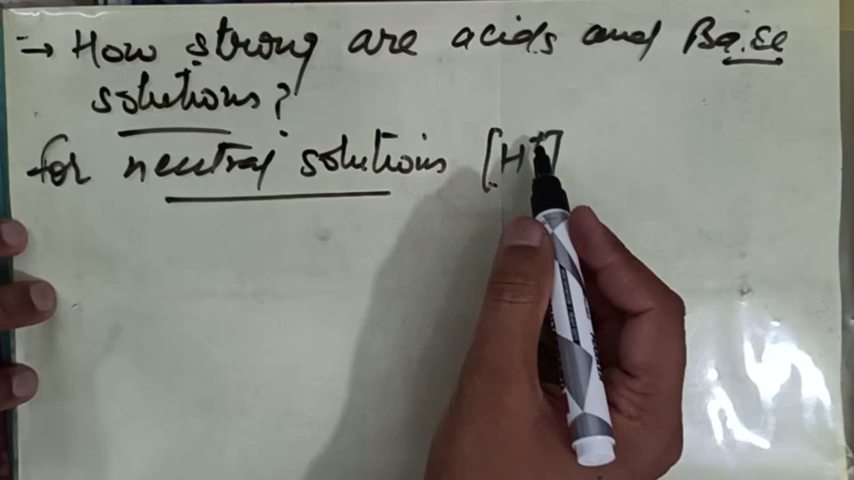 → How strong are acids and Base
solutions?
for neutral solutions [H⁺]